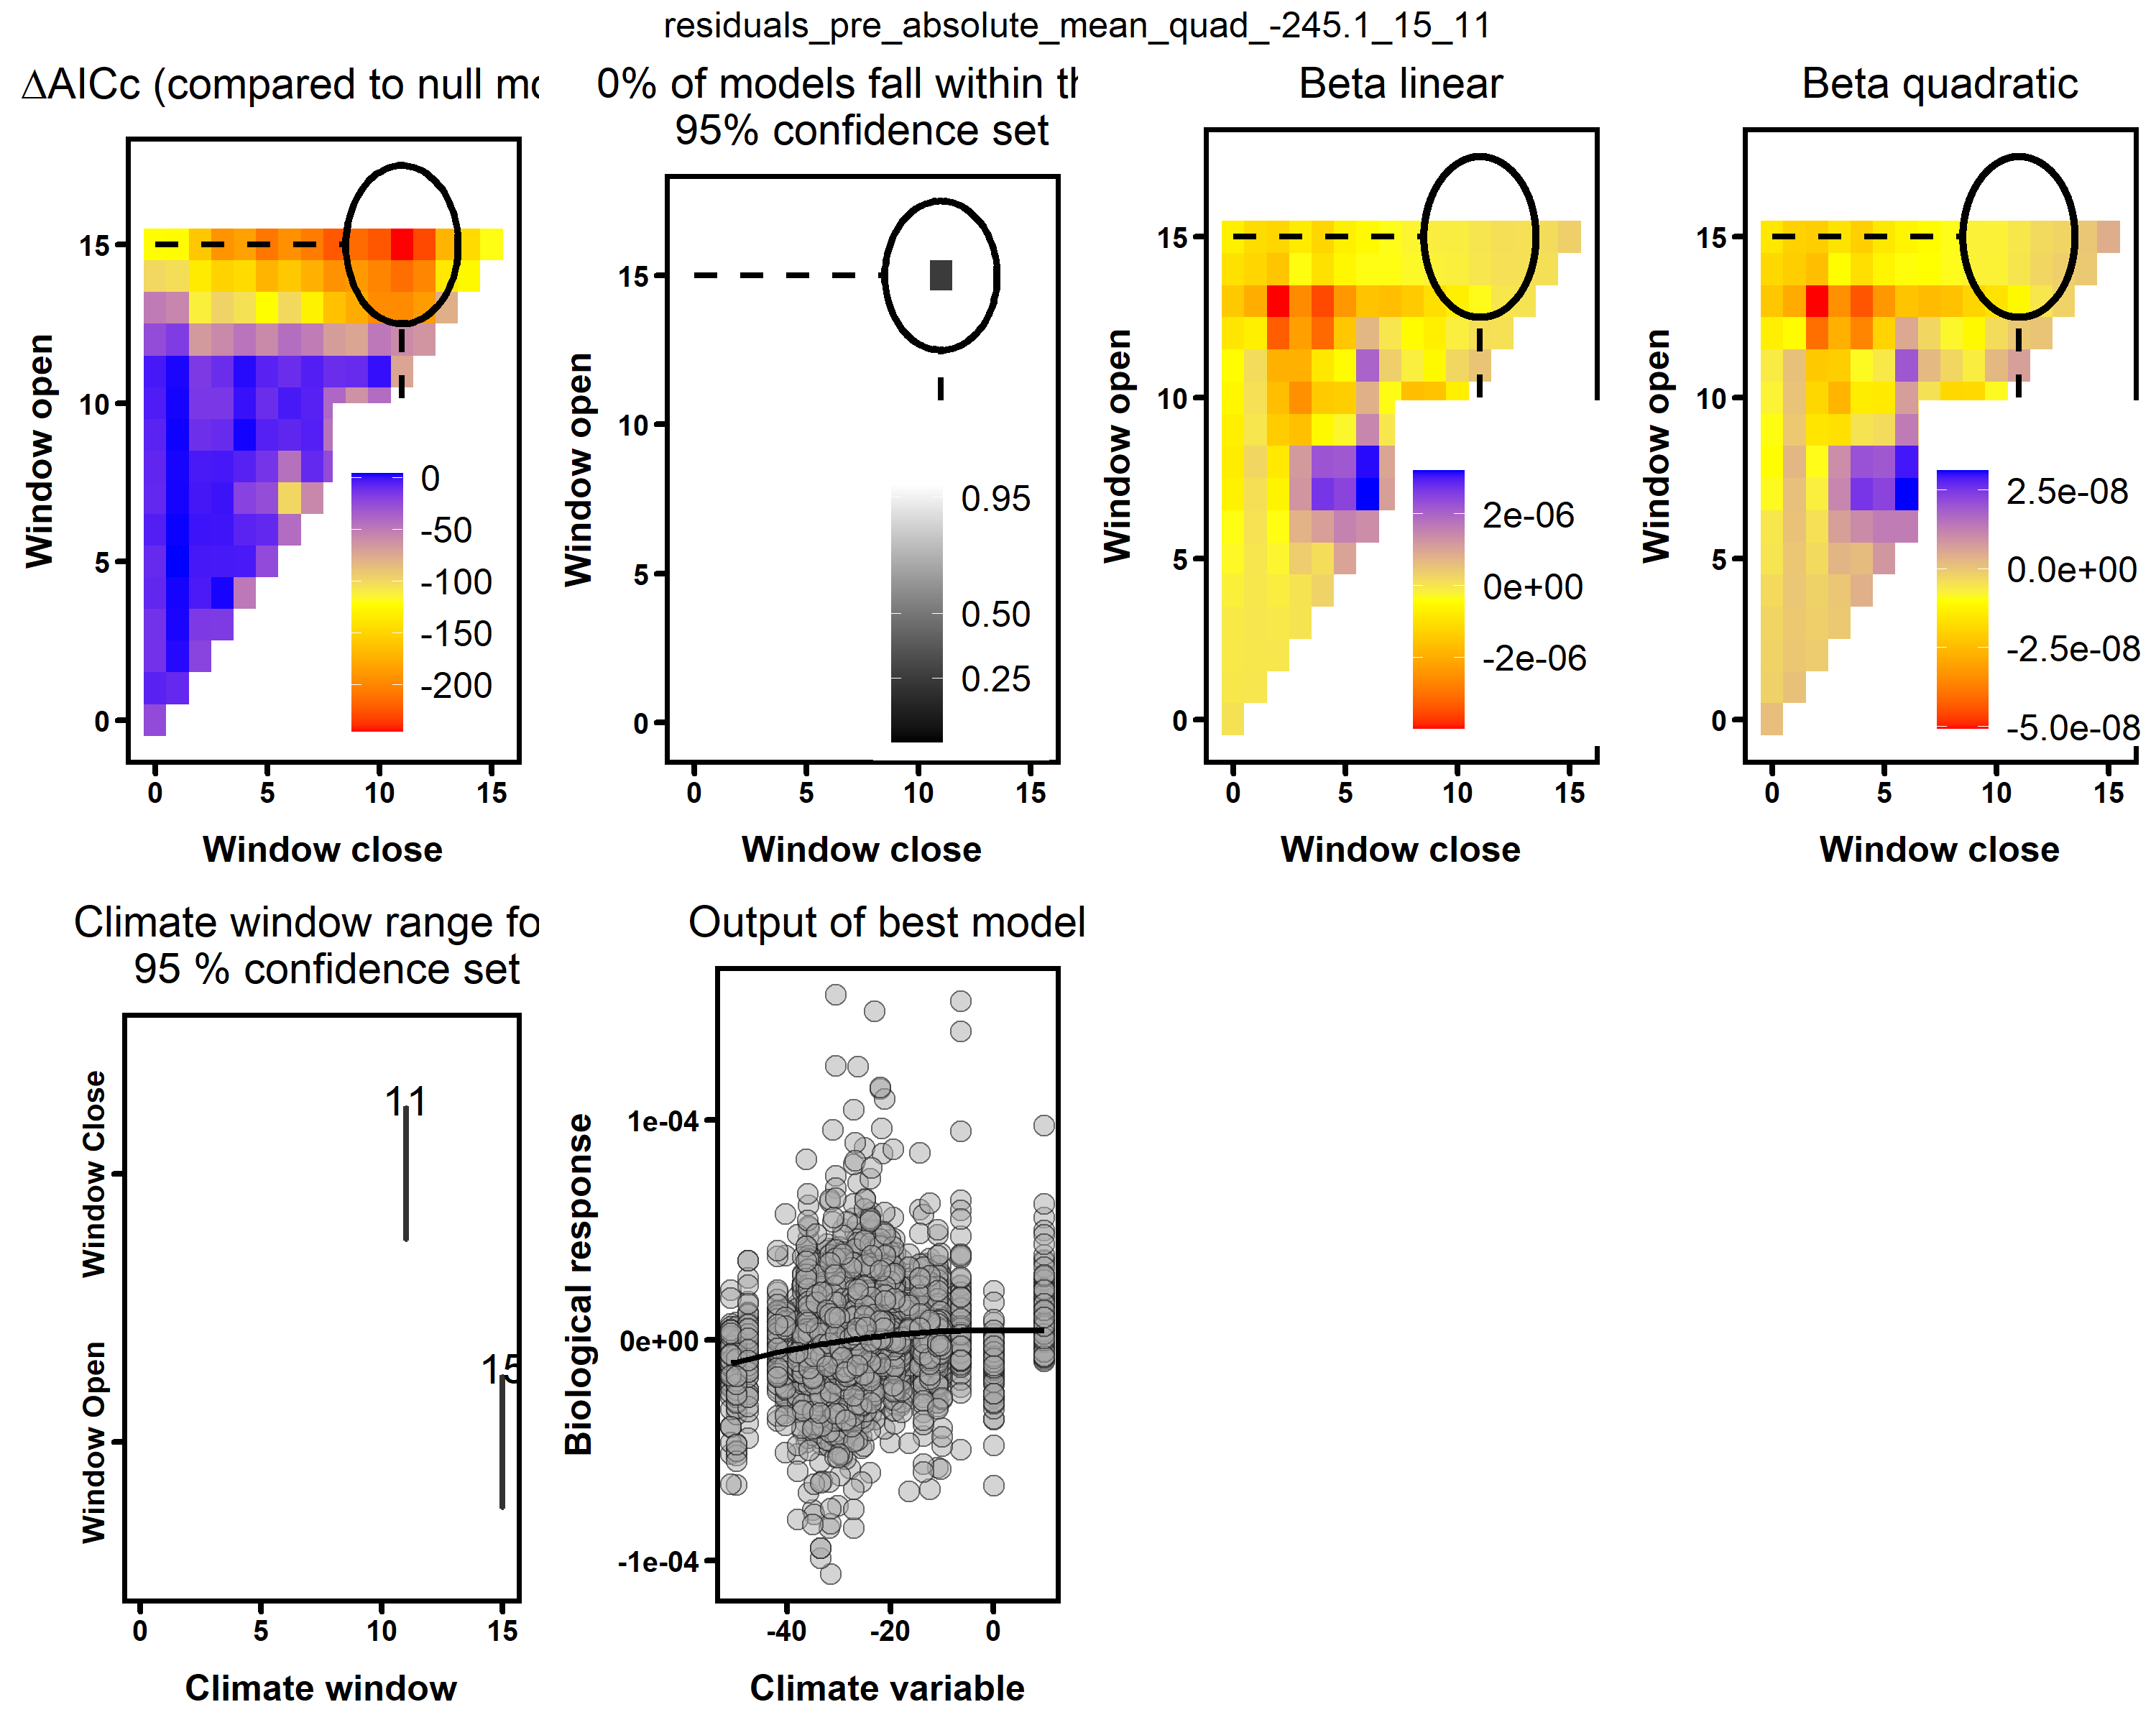 residuals_pre_absolute_mean_quad_-245.1_15_11
ΔAICc (compared to null mo
15
10
5
0
0
-50
-100
-150
-200
0 5 10 15
Window open
Window close
0% of models fall within th
95% confidence set
15
10
5
0
0.95
0.50
0.25
0 5 10 15
Window open
Window close
Beta linear
15
10
5
0
2e-06
0e+00
-2e-06
0 5 10 15
Window open
Window close
Beta quadratic
15
10
5
0
2.5e-08
0.0e+00
-2.5e-08
-5.0e-08
0 5 10 15
Window open
Window close
Climate window range fo
95 % confidence set
Window Close
Window Open
11
15
0 5 10 15
Climate window
Output of best model
1e-04
0e+00
-1e-04
-40 -20 0
Biological response
Climate variable